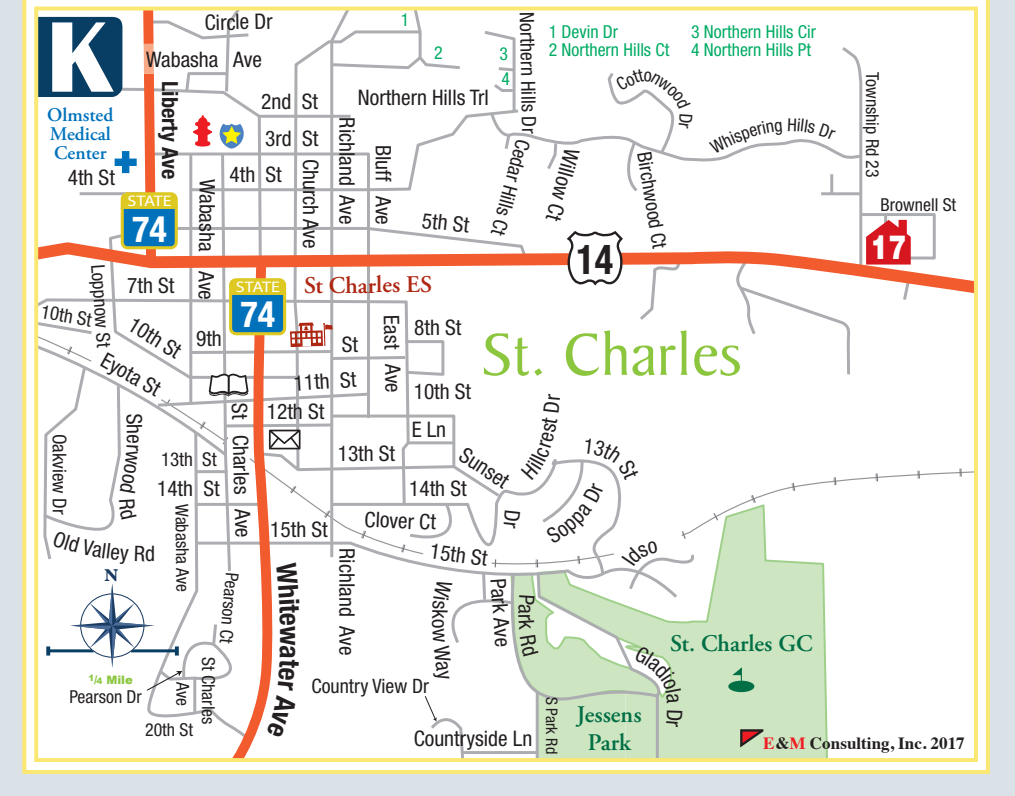 K
Circle Dr
Wabasha Ave
1
2
3
4
Northern Hills Dr
1 Devin Dr
2 Northern Hills Ct
3 Northern Hills Cir
4 Northern Hills Pt
Olmsted
Medical
Center
Liberty Ave
2nd St
Northern Hills Trl
Cottonwood Dr
Whispering Hills Dr
Township Rd 23
3rd St
4th St
4th St
Richland Ave
Bluff Ave
Church Ave
Wabasha Ave
Cedar Hills Ct
Willow Ct
Birchwood Ct
Brownell St
17
STATE
74
5th St
14
Loppnow St
7th St
STATE
74
St Charles ES
10th St
10th St
9th St
East Ave
8th St
St. Charles
Eyota St
11th St
10th St
12th St
St Charles Ave
E Ln
Oakview Dr
Sherwood Rd
13th St
13th St
Sunset Dr
Hillcrest Dr
13th St
14th St
14th St
Soppa Dr
Wabasha Ave
15th St
Clover Ct
15th St
Idso
Old Valley Rd
N
Pearson Ct
Whitewater Ave
Richland Ave
Wiskow Way
Park Ave
Park Rd
Gladiola Dr
St. Charles GC
1/4 Mile
Pearson Dr
St Charles Ave
20th St
Country View Dr
Countryside Ln
S Park Rd
Jessens
Park
E&M Consulting, Inc. 2017